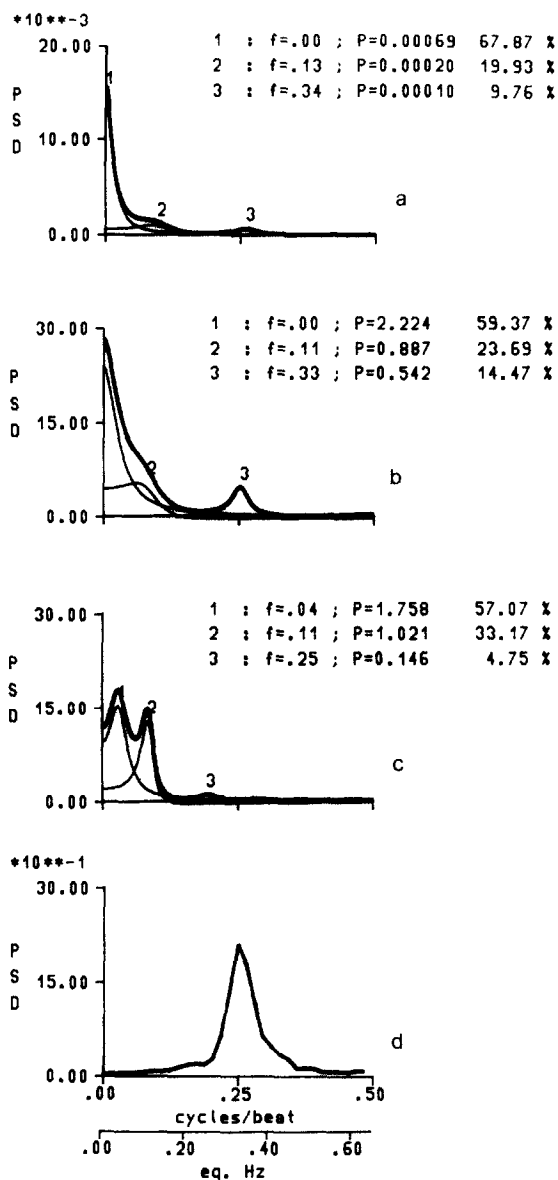 *10**-3
20.00
10.00
0.00
P
S
D
1 : f=.00 ; P=0.00069 67.87 %
2 : f=.13 ; P=0.00020 19.93 %
3 : f=.34 ; P=0.00010 9.76 %
1
2
3
a
30.00
15.00
0.00
P
S
D
1 : f=.00 ; P=2.224 59.37 %
2 : f=.11 ; P=0.887 23.69 %
3 : f=.33 ; P=0.542 14.47 %
2
3
b
30.00
15.00
0.00
P
S
D
1 : f=.04 ; P=1.758 57.07 %
2 : f=.11 ; P=1.021 33.17 %
3 : f=.25 ; P=0.146 4.75 %
1
2
3
c
*10**-1
30.00
15.00
0.00
P
S
D
d
.00 .25 .50
cycles/beat
.00 .20 .40 .60
eq. Hz